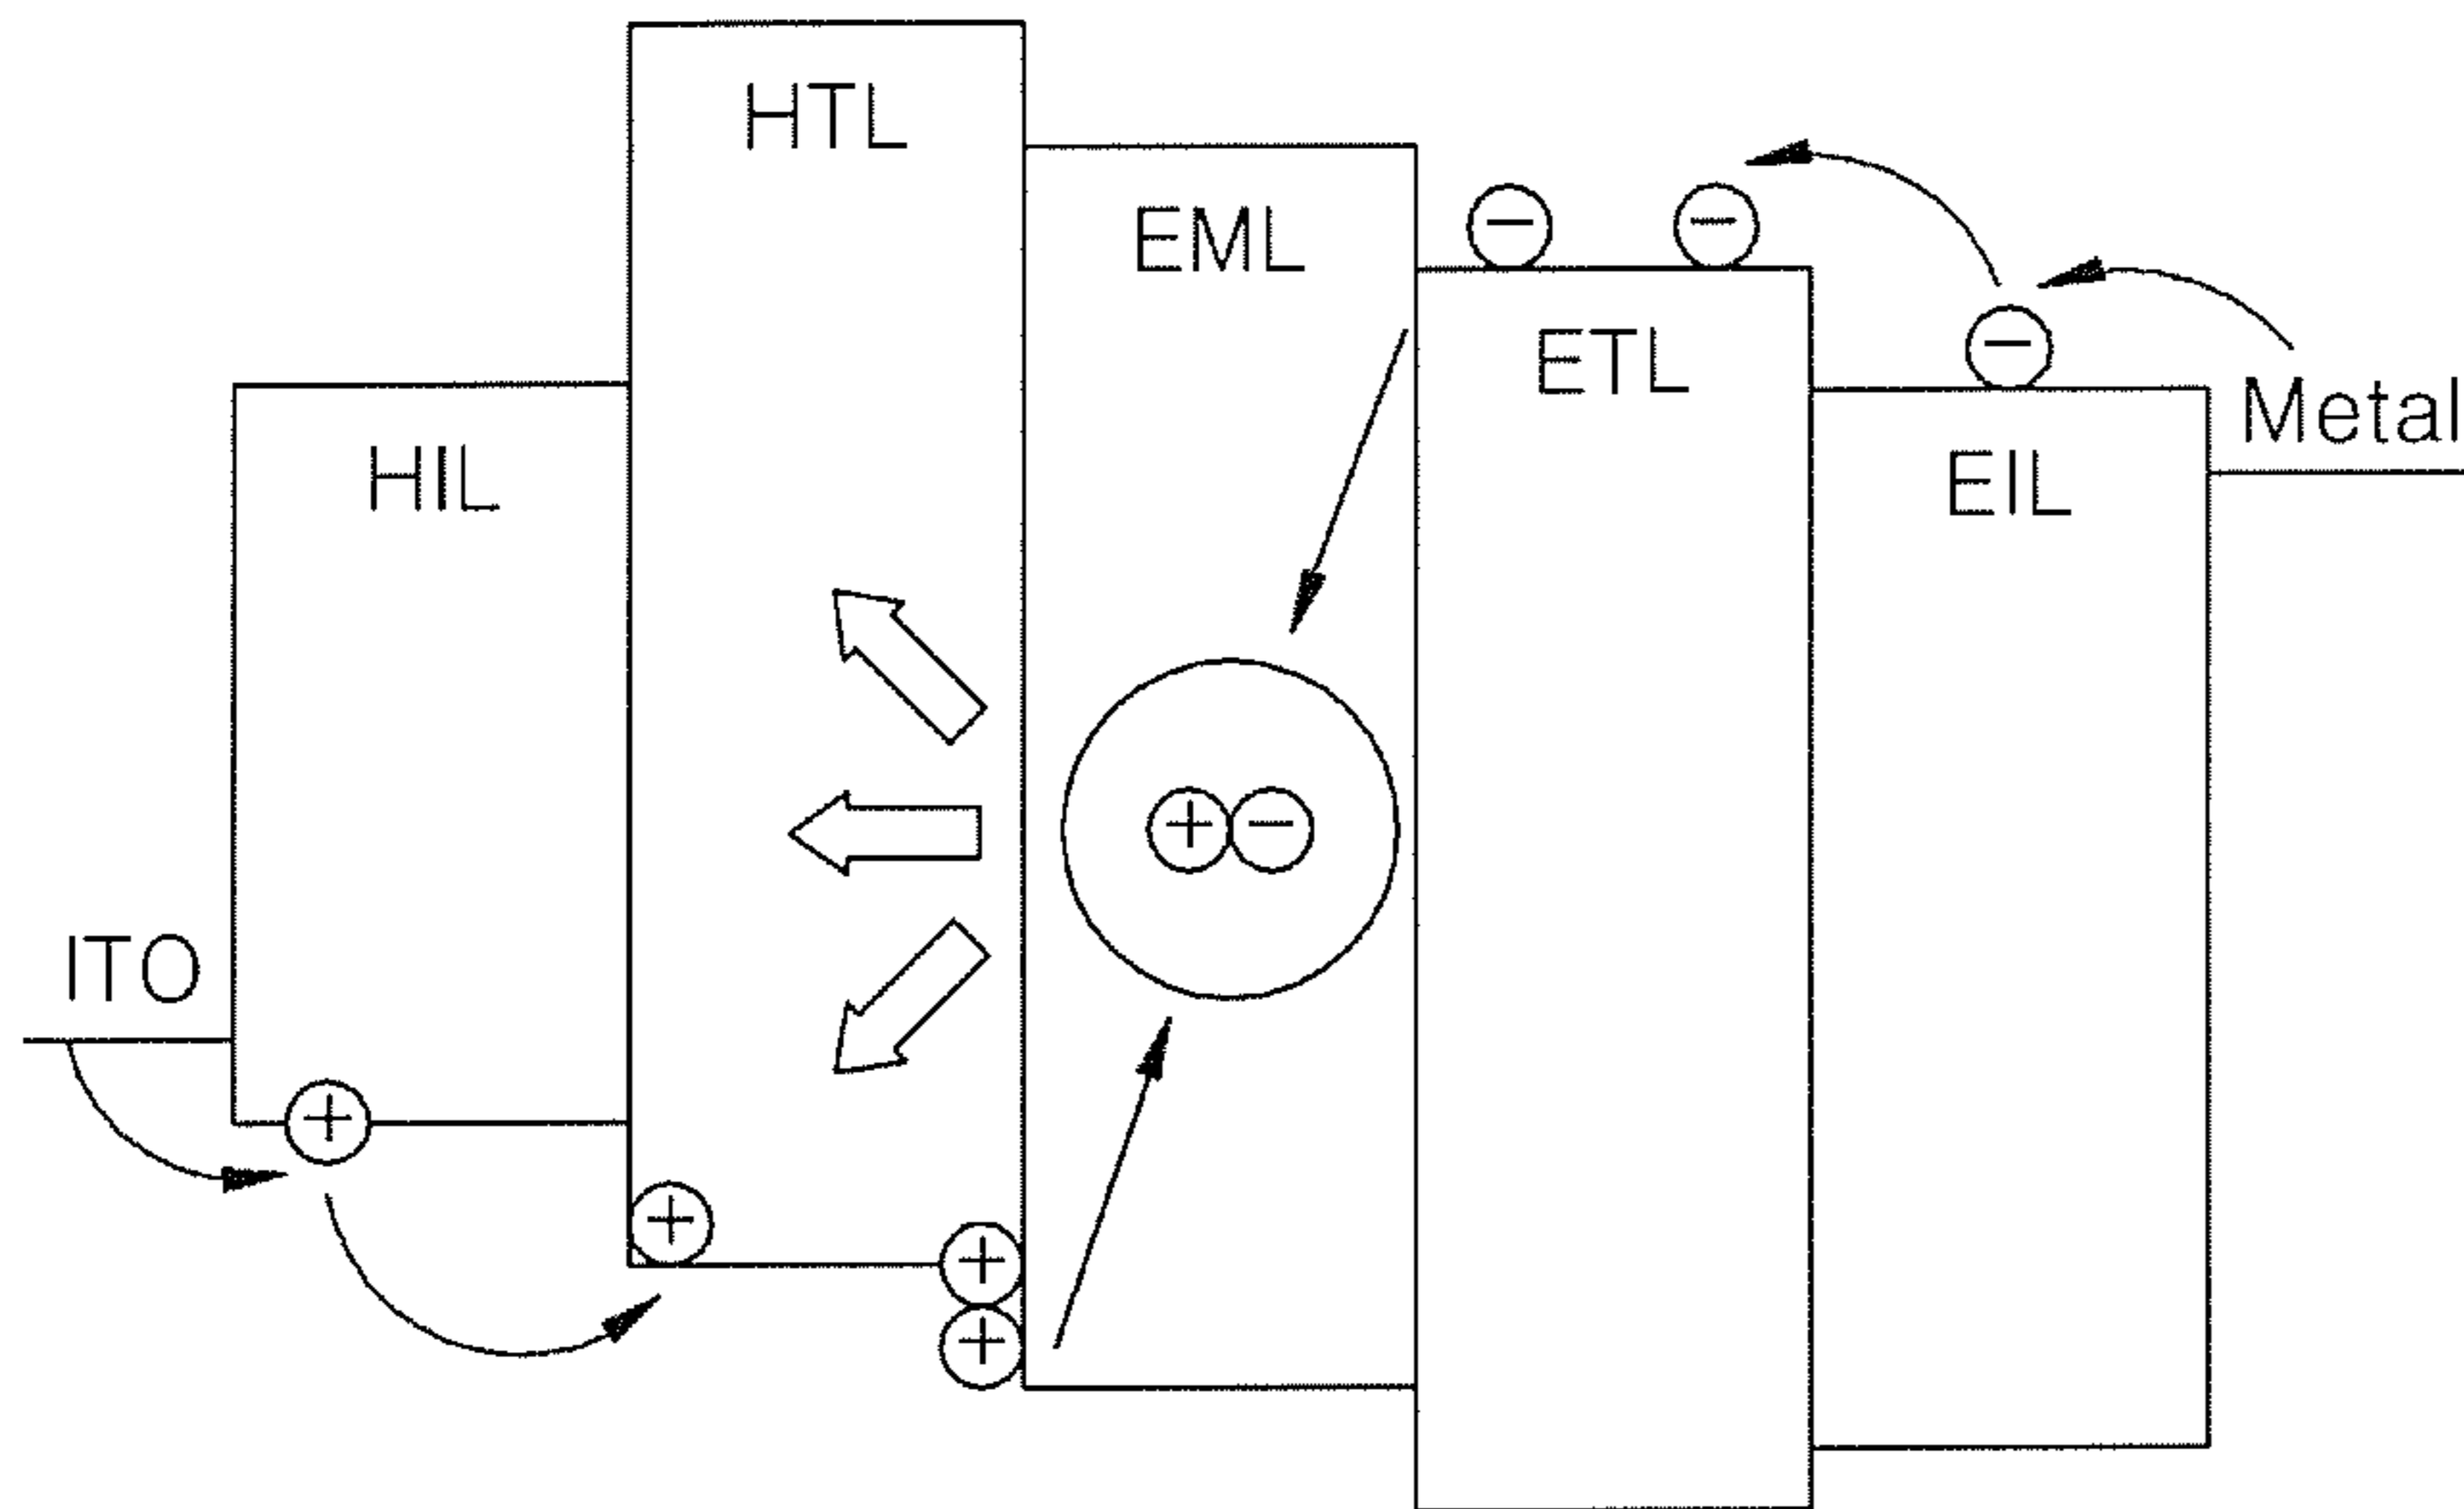 HTL
EML
ETL
Metal
HIL
EIL
− −
−
+ −
ITO
+
+
+
+